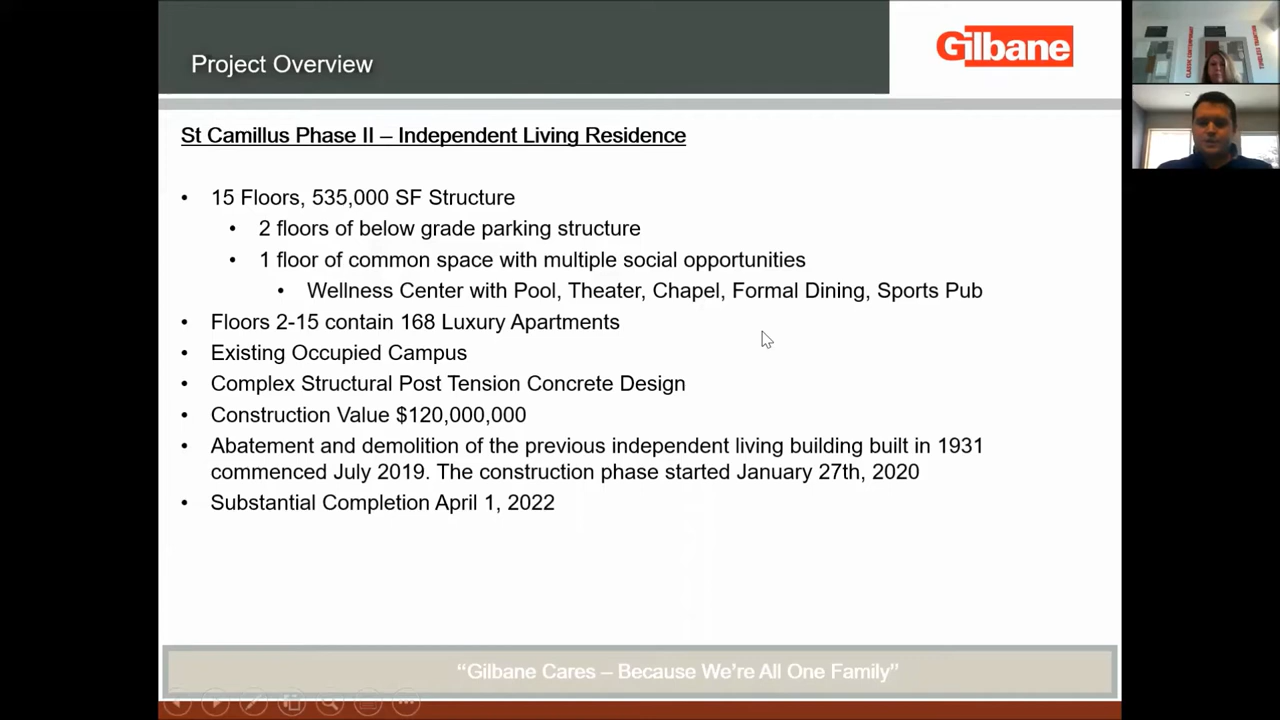 Project Overview
Gilbane
St Camillus Phase II – Independent Living Residence
• 15 Floors, 535,000 SF Structure
• 2 floors of below grade parking structure
• 1 floor of common space with multiple social opportunities
• Wellness Center with Pool, Theater, Chapel, Formal Dining, Sports Pub
• Floors 2-15 contain 168 Luxury Apartments
• Existing Occupied Campus
• Complex Structural Post Tension Concrete Design
• Construction Value $120,000,000
• Abatement and demolition of the previous independent living building built in 1931
commenced July 2019. The construction phase started January 27th, 2020
• Substantial Completion April 1, 2022
“Gilbane Cares – Because We’re All One Family”
CLASSIC CONTEMPORARY